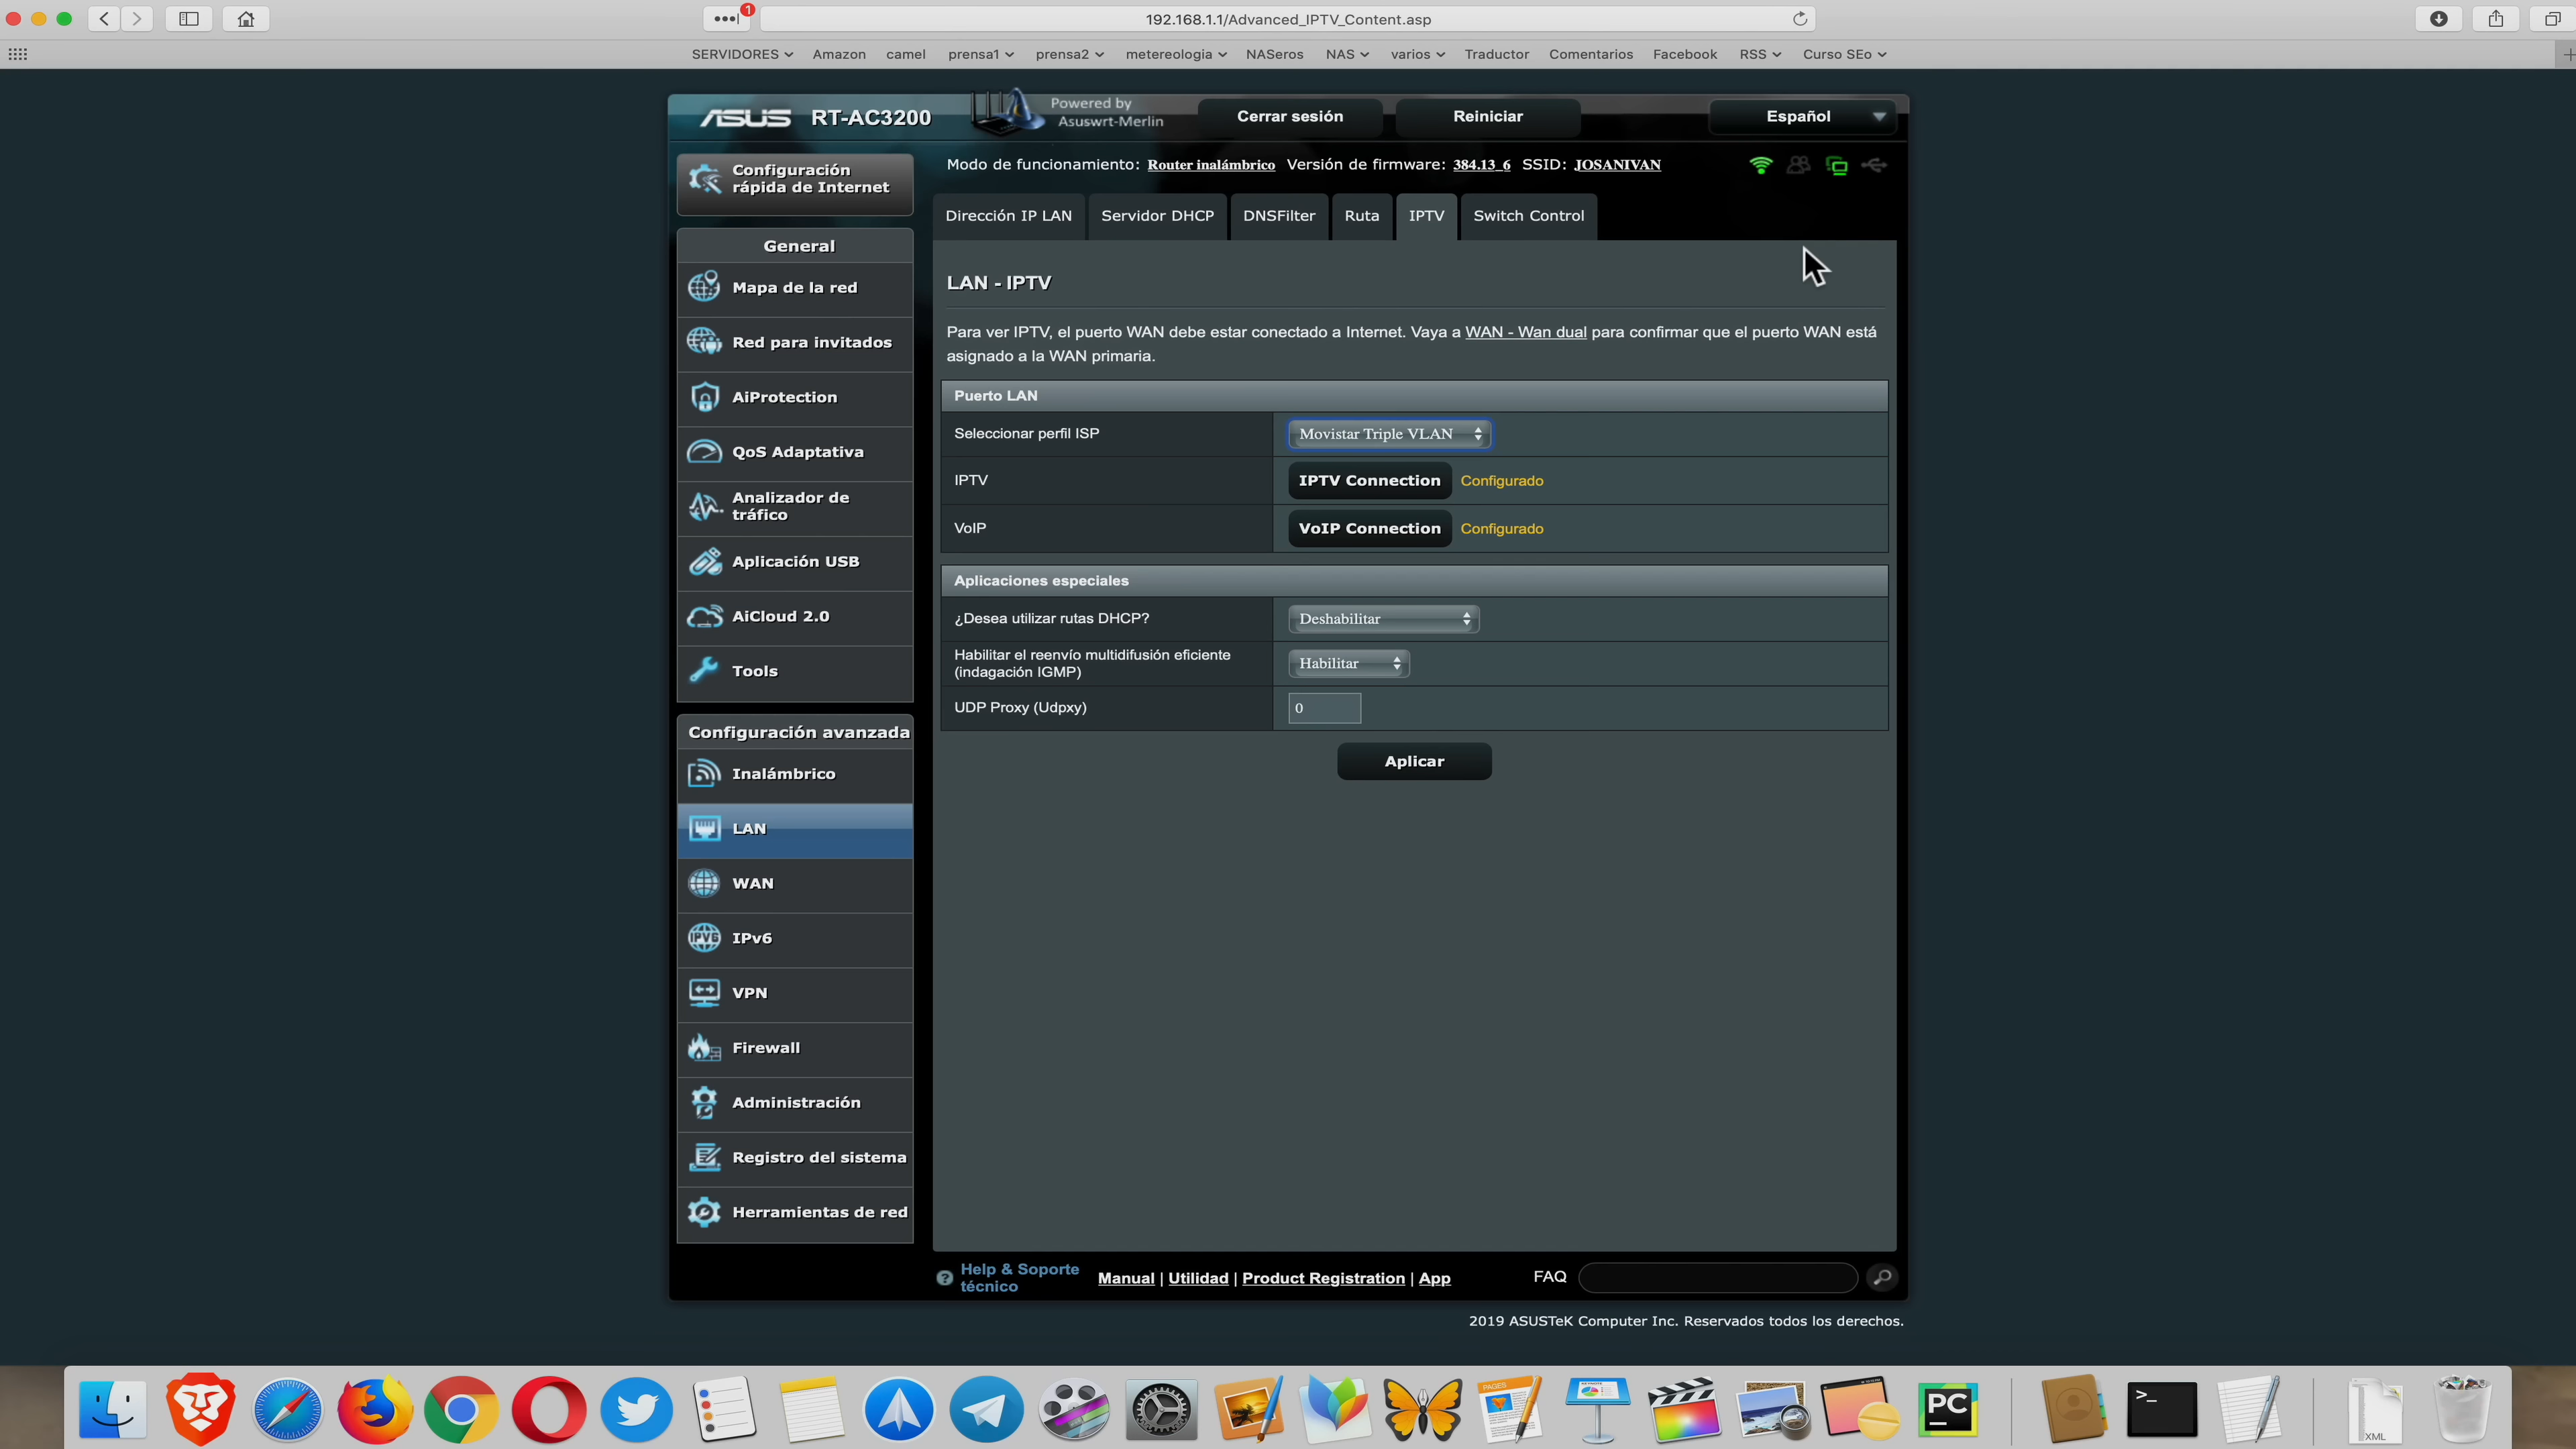 1
192.168.1.1/Advanced_IPTV_Content.asp
SERVIDORES Amazon camel prensa1 prensa2 metereologia NASeros NAS varios Traductor Comentarios Facebook RSS Curso SEo
ASUS RT-AC3200 Powered by Asuswrt-Merlin Cerrar sesión Reiniciar Español
Modo de funcionamiento: Router inalámbrico Versión de firmware: 384.13_6 SSID: JOSANIVAN
Configuración
rápida de Internet
General
Mapa de la red
Red para invitados
AiProtection
QoS Adaptativa
Analizador de
tráfico
Aplicación USB
AiCloud 2.0
Tools
Configuración avanzada
Inalámbrico
LAN
WAN
IPv6
VPN
Firewall
Administración
Registro del sistema
Herramientas de red
Dirección IP LAN Servidor DHCP DNSFilter Ruta IPTV Switch Control
LAN - IPTV
Para ver IPTV, el puerto WAN debe estar conectado a Internet. Vaya a WAN - Wan dual para confirmar que el puerto WAN está
asignado a la WAN primaria.
Puerto LAN
Seleccionar perfil ISP Movistar Triple VLAN
IPTV IPTV Connection Configurado
VoIP VoIP Connection Configurado
Aplicaciones especiales
¿Desea utilizar rutas DHCP? Deshabilitar
Habilitar el reenvío multidifusión eficiente
(indagación IGMP) Habilitar
UDP Proxy (Udpxy) 0
Aplicar
Help & Soporte
técnico
Manual | Utilidad | Product Registration | App FAQ
2019 ASUSTeK Computer Inc. Reservados todos los derechos.
PAGES
PC
XML